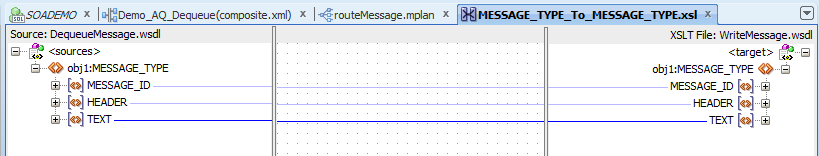 SOADEMO Demo_AQ_Dequeue(composite.xml) routeMessage.mplan MESSAGE_TYPE_To_MESSAGE_TYPE.xsl
Source: DequeueMessage.wsdl XSLT File: WriteMessage.wsdl
<sources> <target>
obj1:MESSAGE_TYPE obj1:MESSAGE_TYPE
MESSAGE_ID MESSAGE_ID
HEADER HEADER
TEXT TEXT